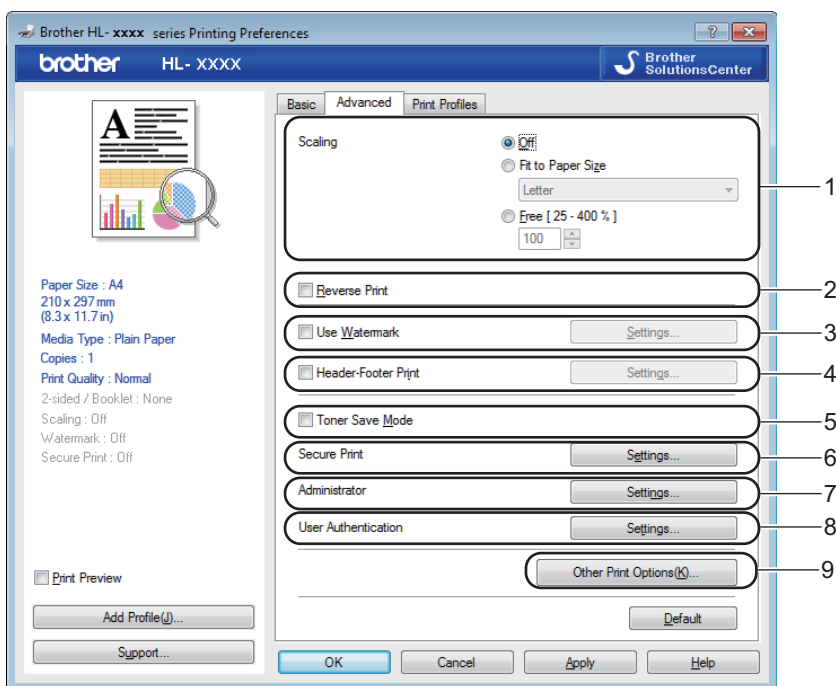 Brother HL- xxxx series Printing Preferences
brother HL- XXXX
Brother
SolutionsCenter
Basic Advanced Print Profiles
Scaling
Off
Fit to Paper Size
Letter
Free [ 25 - 400 % ]
100
1
Reverse Print
2
Use Watermark Settings...
3
Header-Footer Print Settings...
4
Toner Save Mode
5
Secure Print Settings...
6
Administrator Settings...
7
User Authentication Settings...
8
Other Print Options(K)...
9
Default
A
Paper Size : A4
210 x 297 mm
(8.3 x 11.7 in)
Media Type : Plain Paper
Copies : 1
Print Quality : Normal
2-sided / Booklet : None
Scaling : Off
Watermark : Off
Secure Print : Off
Print Preview
Add Profile(J)...
Support...
OK Cancel Apply Help